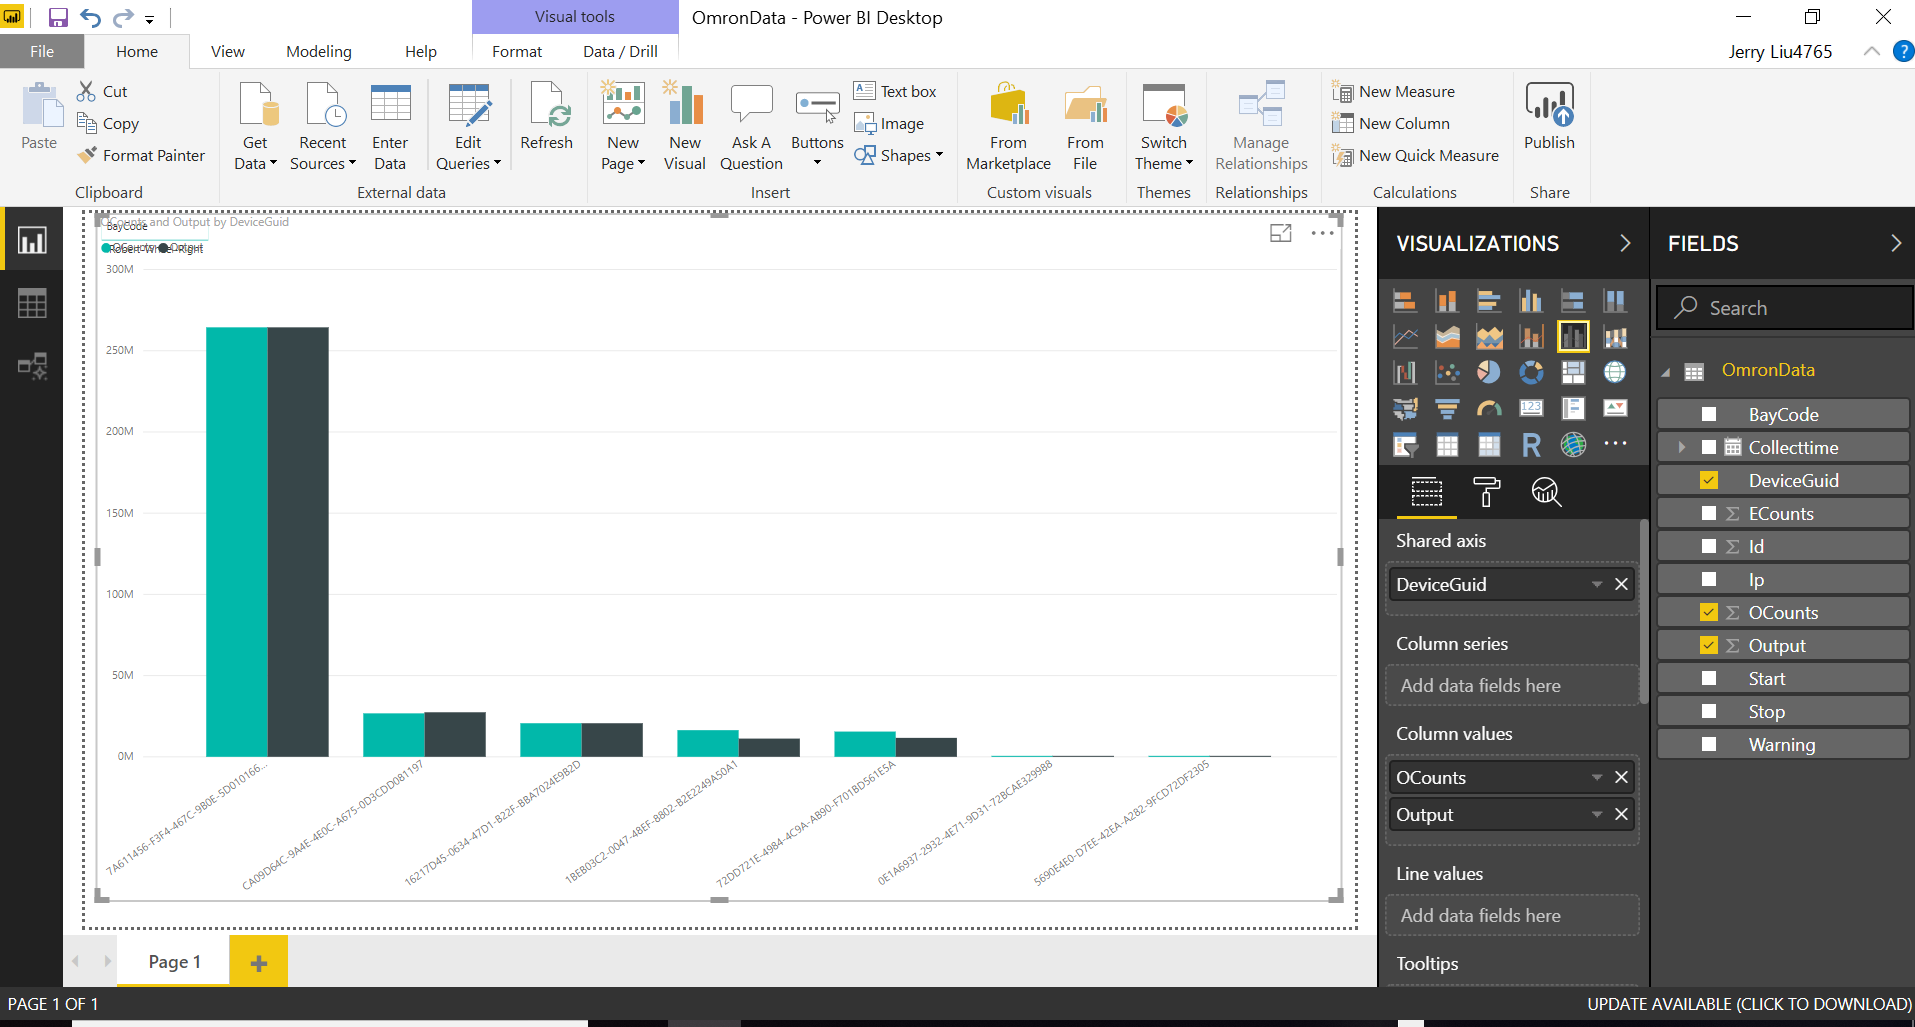 Visual tools
OmronData - Power BI Desktop
File
Home
View
Modeling
Help
Format
Data / Drill
Jerry Liu4765
?
Paste
Cut
Copy
Format Painter
Clipboard
Get Data
Recent Sources
Enter Data
Edit Queries
Refresh
External data
New Page
New Visual
Ask A Question
Buttons
Text box
Image
Shapes
Insert
From Marketplace
From File
Custom visuals
Switch Theme
Themes
Manage Relationships
Relationships
New Measure
New Column
New Quick Measure
Calculations
Publish
Share
OCounts and Output by DeviceGuid
BayCode
OCounts Output
300M
250M
200M
150M
100M
50M
0M
7A611456-F3F4-467C-9B0E-5D010166...
CA09D64C-9A4E-4E0C-A675-0D3CDD081197
16217D45-0634-47D1-B22F-BBA7024E9B2D
1BEB03C2-0047-48EF-8802-B2E2249A50A1
72DD721E-4984-4C9A-AB90-F701BD561E5A
0E1A6937-2932-4E71-9D31-72BCAE329988
5690E4E0-D7EE-42EA-A282-9FCD72DF2305
Page 1
PAGE 1 OF 1
VISUALIZATIONS
123
R
Shared axis
DeviceGuid
Column series
Add data fields here
Column values
OCounts
Output
Line values
Add data fields here
Tooltips
FIELDS
Search
OmronData
BayCode
Collecttime
DeviceGuid
Σ ECounts
Σ Id
Ip
Σ OCounts
Σ Output
Start
Stop
Warning
UPDATE AVAILABLE (CLICK TO DOWNLOAD)